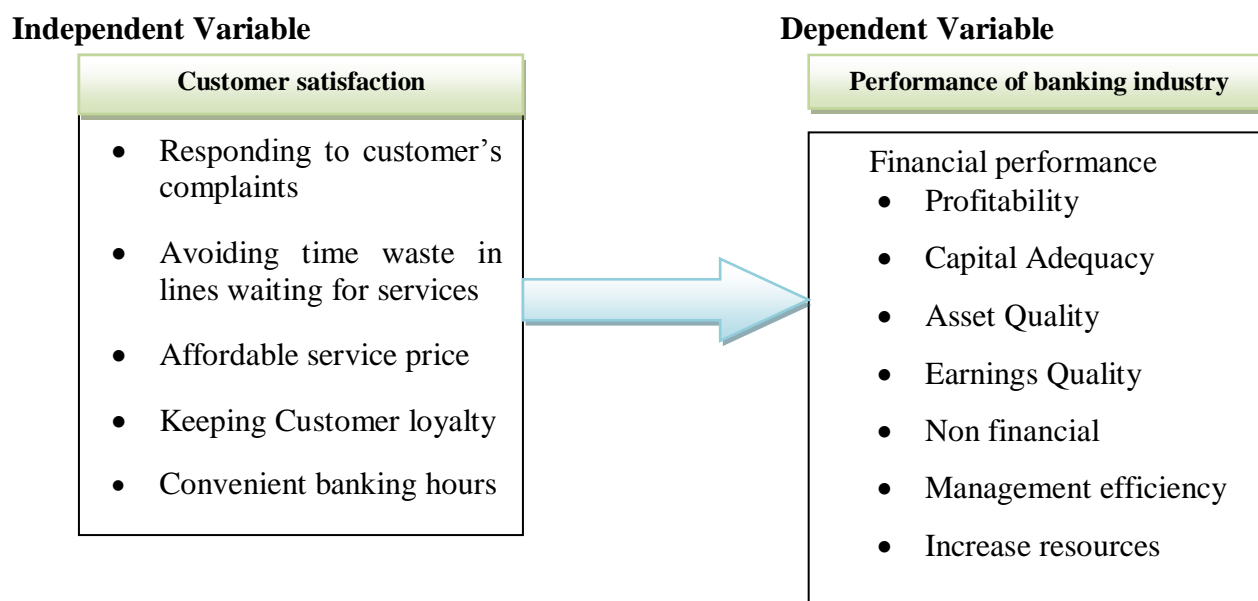 Independent Variable
Customer satisfaction
• Responding to customer’s
complaints
• Avoiding time waste in
lines waiting for services
• Affordable service price
• Keeping Customer loyalty
• Convenient banking hours
Dependent Variable
Performance of banking industry
Financial performance
• Profitability
• Capital Adequacy
• Asset Quality
• Earnings Quality
• Non financial
• Management efficiency
• Increase resources